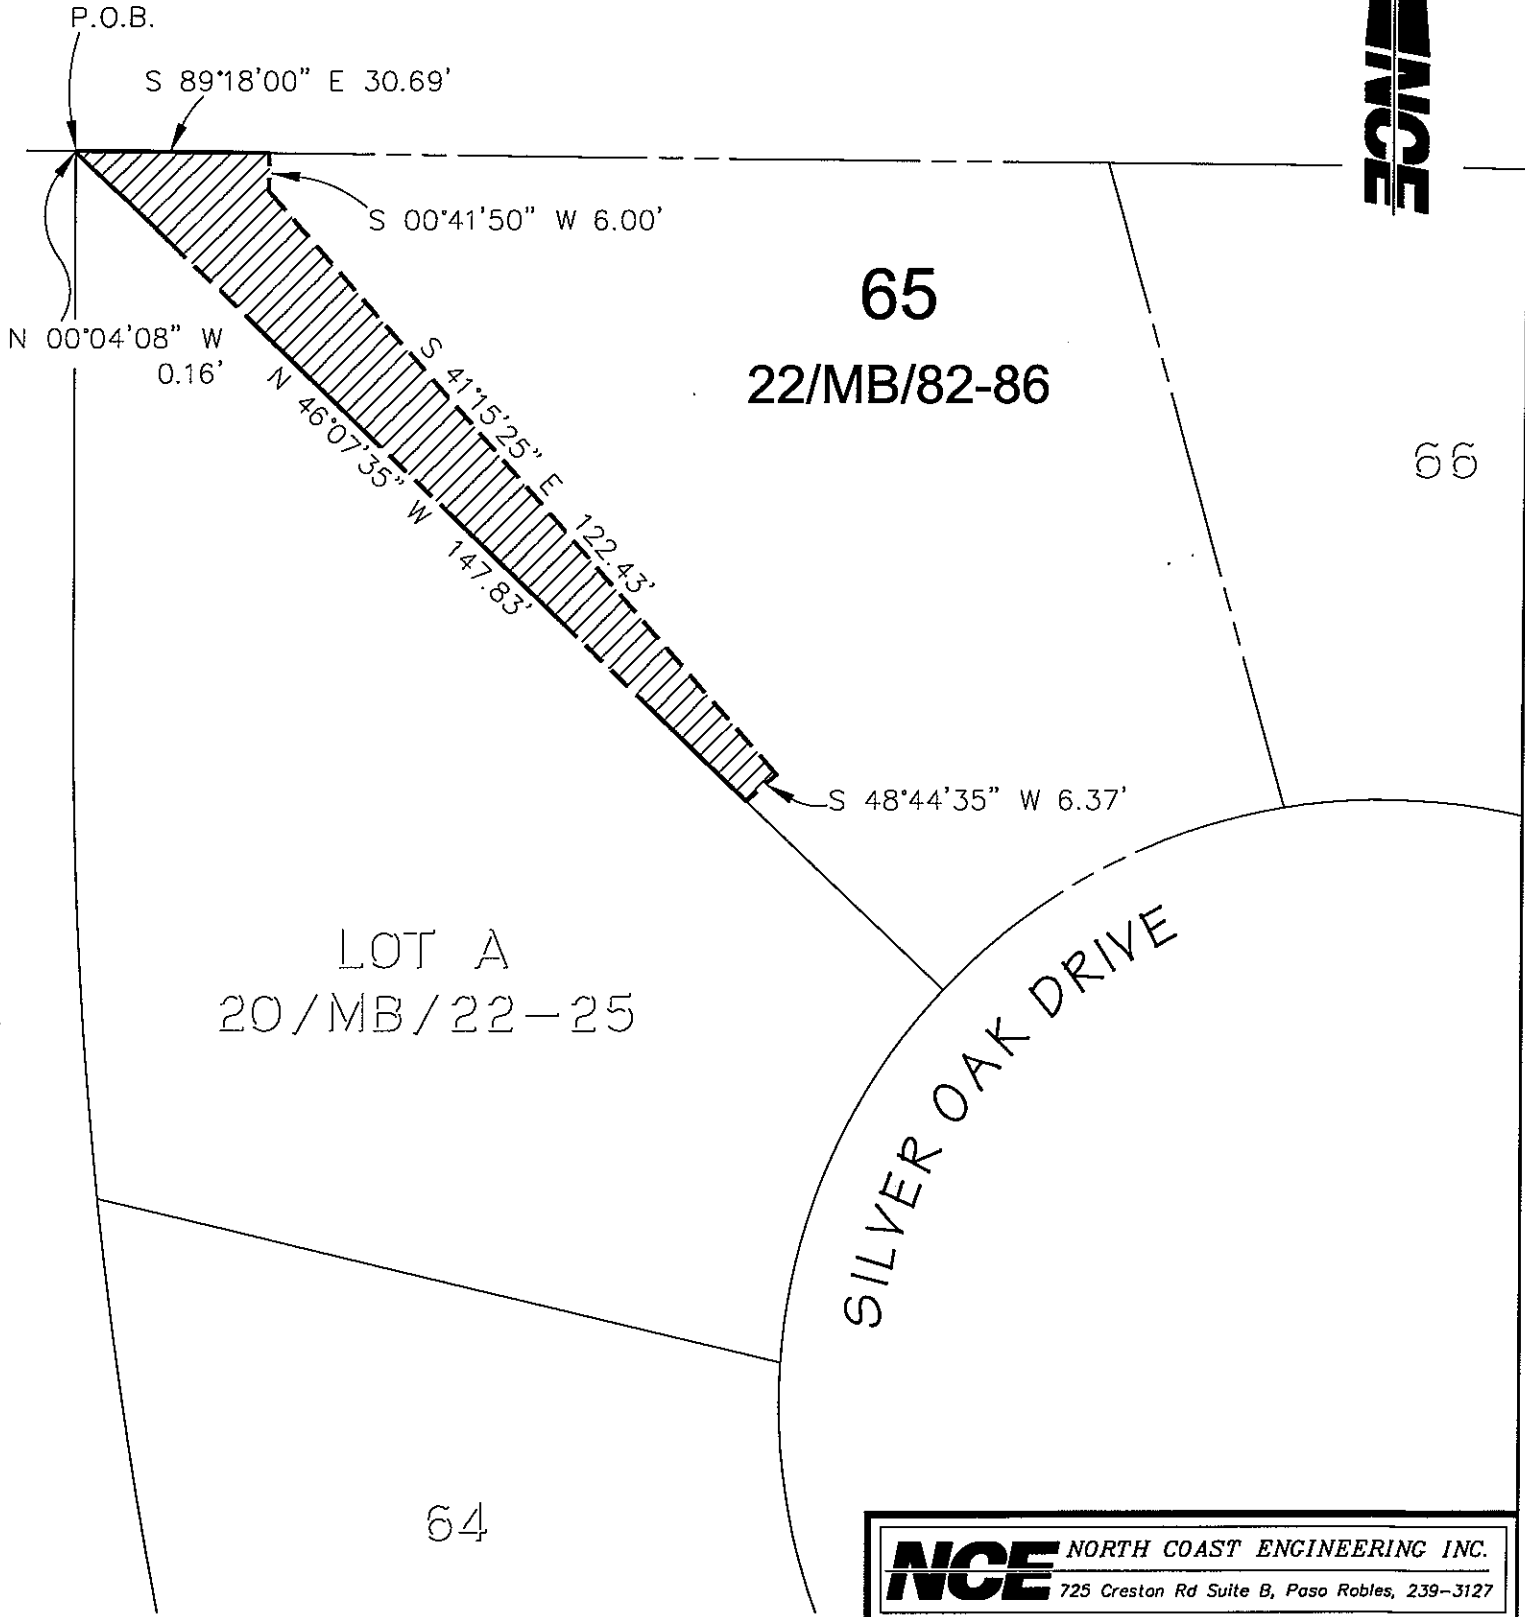 P.O.B.
S 89°18'00" E 30.69'
NCE
S 00°41'50" W 6.00'
65
22/MB/82-86
N 00°04'08" W
0.16'
S 41°15'25" E 122.43'
N 46°07'35" W 147.83'
66
S 48°44'35" W 6.37'
LOT A
20/MB/22-25
SILVER OAK DRIVE
64
NCE NORTH COAST ENGINEERING INC.
725 Creston Rd Suite B, Paso Robles, 239-3127